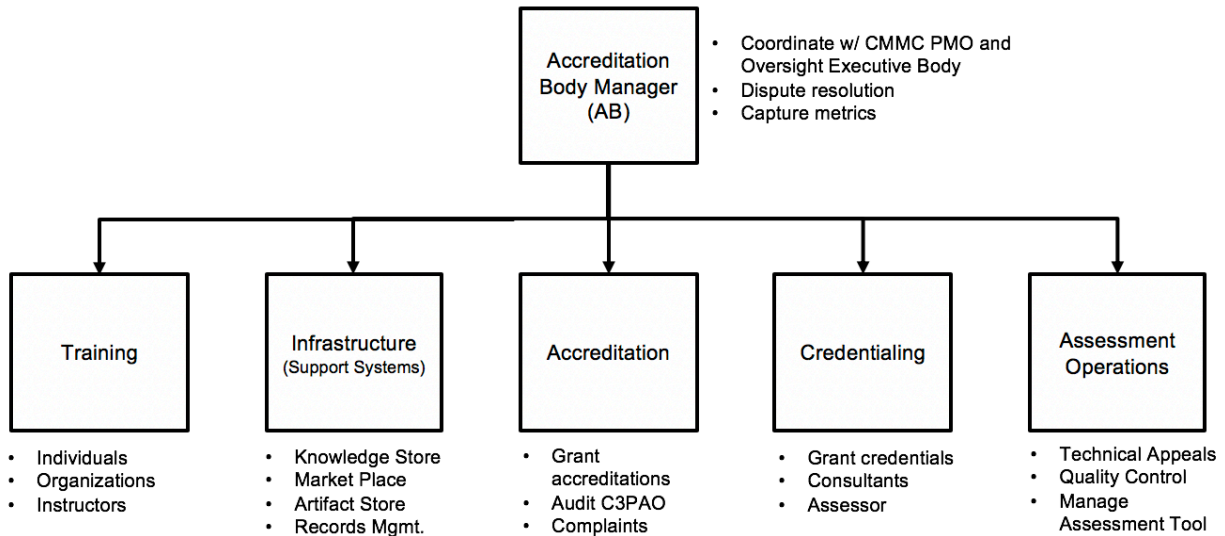 Accreditation
Body Manager
(AB)
• Coordinate w/ CMMC PMO and
Oversight Executive Body
• Dispute resolution
• Capture metrics
Training
Infrastructure
(Support Systems)
Accreditation
Credentialing
Assessment
Operations
• Individuals
• Organizations
• Instructors
• Knowledge Store
• Market Place
• Artifact Store
• Records Mgmt.
• Grant
accreditations
• Audit C3PAO
• Complaints
• Grant credentials
• Consultants
• Assessor
• Technical Appeals
• Quality Control
• Manage
Assessment Tool